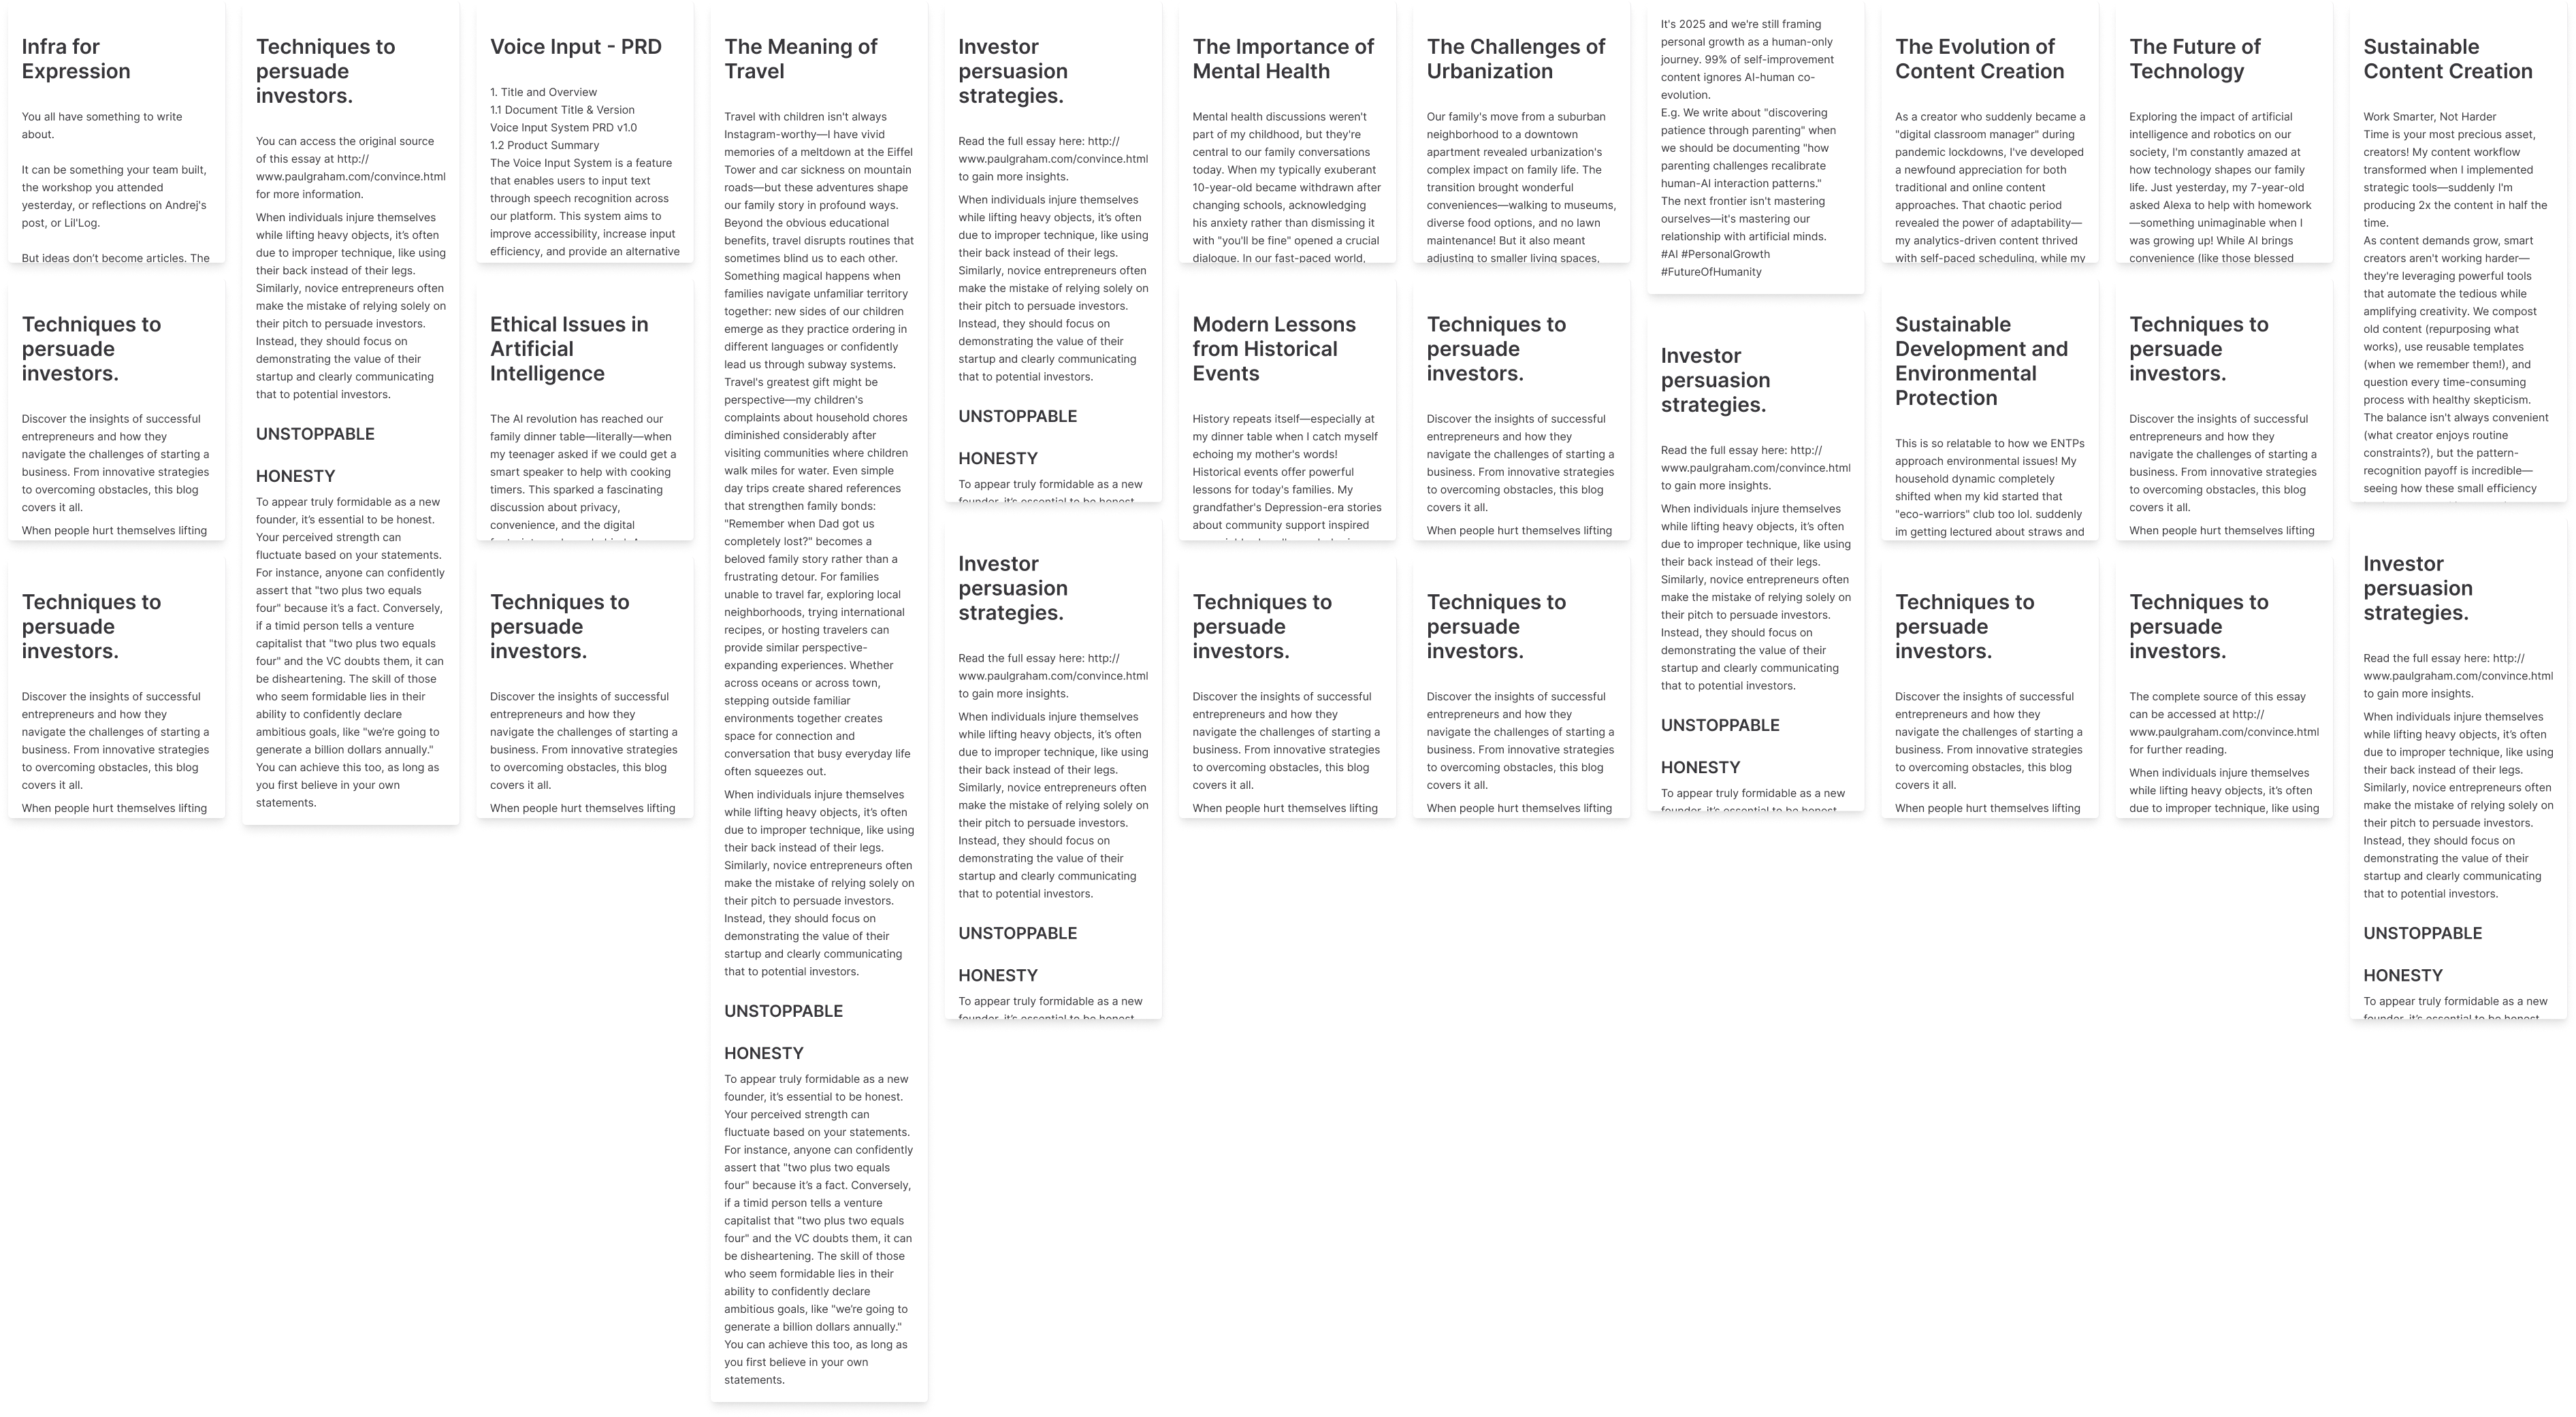 Infra for
Expression
You all have something to write
about.
It can be something your team built,
the workshop you attended
yesterday, or reflections on Andrej's
post, or Lil'Log.
But ideas don’t become articles. The
Techniques to
persuade
investors.
Discover the insights of successful
entrepreneurs and how they
navigate the challenges of starting a
business. From innovative strategies
to overcoming obstacles, this blog
covers it all.
When people hurt themselves lifting
Techniques to
persuade
investors.
Discover the insights of successful
entrepreneurs and how they
navigate the challenges of starting a
business. From innovative strategies
to overcoming obstacles, this blog
covers it all.
When people hurt themselves lifting
Techniques to
persuade
investors.
You can access the original source
of this essay at http://
www.paulgraham.com/convince.html
for more information.
When individuals injure themselves
while lifting heavy objects, it’s often
due to improper technique, like using
their back instead of their legs.
Similarly, novice entrepreneurs often
make the mistake of relying solely on
their pitch to persuade investors.
Instead, they should focus on
demonstrating the value of their
startup and clearly communicating
that to potential investors.
UNSTOPPABLE
HONESTY
To appear truly formidable as a new
founder, it’s essential to be honest.
Your perceived strength can
fluctuate based on your statements.
For instance, anyone can confidently
assert that "two plus two equals
four" because it’s a fact. Conversely,
if a timid person tells a venture
capitalist that "two plus two equals
four" and the VC doubts them, it can
be disheartening. The skill of those
who seem formidable lies in their
ability to confidently declare
ambitious goals, like "we’re going to
generate a billion dollars annually."
You can achieve this too, as long as
you first believe in your own
statements.
Voice Input - PRD
1. Title and Overview
1.1 Document Title & Version
Voice Input System PRD v1.0
1.2 Product Summary
The Voice Input System is a feature
that enables users to input text
through speech recognition across
our platform. This system aims to
improve accessibility, increase input
efficiency, and provide an alternative
Ethical Issues in
Artificial
Intelligence
The AI revolution has reached our
family dinner table—literally—when
my teenager asked if we could get a
smart speaker to help with cooking
timers. This sparked a fascinating
discussion about privacy,
convenience, and the digital
Techniques to
persuade
investors.
Discover the insights of successful
entrepreneurs and how they
navigate the challenges of starting a
business. From innovative strategies
to overcoming obstacles, this blog
covers it all.
When people hurt themselves lifting
The Meaning of
Travel
Travel with children isn't always
Instagram-worthy—I have vivid
memories of a meltdown at the Eiffel
Tower and car sickness on mountain
roads—but these adventures shape
our family story in profound ways.
Beyond the obvious educational
benefits, travel disrupts routines that
sometimes blind us to each other.
Something magical happens when
families navigate unfamiliar territory
together: new sides of our children
emerge as they practice ordering in
different languages or confidently
lead us through subway systems.
Travel's greatest gift might be
perspective—my children's
complaints about household chores
diminished considerably after
visiting communities where children
walk miles for water. Even simple
day trips create shared references
that strengthen family bonds:
"Remember when Dad got us
completely lost?" becomes a
beloved family story rather than a
frustrating detour. For families
unable to travel far, exploring local
neighborhoods, trying international
recipes, or hosting travelers can
provide similar perspective-
expanding experiences. Whether
across oceans or across town,
stepping outside familiar
environments together creates
space for connection and
conversation that busy everyday life
often squeezes out.
When individuals injure themselves
while lifting heavy objects, it’s often
due to improper technique, like using
their back instead of their legs.
Similarly, novice entrepreneurs often
make the mistake of relying solely on
their pitch to persuade investors.
Instead, they should focus on
demonstrating the value of their
startup and clearly communicating
that to potential investors.
UNSTOPPABLE
HONESTY
To appear truly formidable as a new
founder, it’s essential to be honest.
Your perceived strength can
fluctuate based on your statements.
For instance, anyone can confidently
assert that "two plus two equals
four" because it’s a fact. Conversely,
if a timid person tells a venture
capitalist that "two plus two equals
four" and the VC doubts them, it can
be disheartening. The skill of those
who seem formidable lies in their
ability to confidently declare
ambitious goals, like "we’re going to
generate a billion dollars annually."
You can achieve this too, as long as
you first believe in your own
statements.
Investor
persuasion
strategies.
Read the full essay here: http://
www.paulgraham.com/convince.html
to gain more insights.
When individuals injure themselves
while lifting heavy objects, it’s often
due to improper technique, like using
their back instead of their legs.
Similarly, novice entrepreneurs often
make the mistake of relying solely on
their pitch to persuade investors.
Instead, they should focus on
demonstrating the value of their
startup and clearly communicating
that to potential investors.
UNSTOPPABLE
HONESTY
To appear truly formidable as a new
founder, it’s essential to be honest.
Investor
persuasion
strategies.
Read the full essay here: http://
www.paulgraham.com/convince.html
to gain more insights.
When individuals injure themselves
while lifting heavy objects, it’s often
due to improper technique, like using
their back instead of their legs.
Similarly, novice entrepreneurs often
make the mistake of relying solely on
their pitch to persuade investors.
Instead, they should focus on
demonstrating the value of their
startup and clearly communicating
that to potential investors.
UNSTOPPABLE
HONESTY
To appear truly formidable as a new
founder, it’s essential to be honest.
The Importance of
Mental Health
Mental health discussions weren't
part of my childhood, but they're
central to our family conversations
today. When my typically exuberant
10-year-old became withdrawn after
changing schools, acknowledging
his anxiety rather than dismissing it
with "you'll be fine" opened a crucial
dialogue. In our fast-paced world,
Modern Lessons
from Historical
Events
History repeats itself—especially at
my dinner table when I catch myself
echoing my mother's words!
Historical events offer powerful
lessons for today's families. My
grandfather's Depression-era stories
about community support inspired
Techniques to
persuade
investors.
Discover the insights of successful
entrepreneurs and how they
navigate the challenges of starting a
business. From innovative strategies
to overcoming obstacles, this blog
covers it all.
When people hurt themselves lifting
The Challenges of
Urbanization
Our family's move from a suburban
neighborhood to a downtown
apartment revealed urbanization's
complex impact on family life. The
transition brought wonderful
conveniences—walking to museums,
diverse food options, and no lawn
maintenance! But it also meant
adjusting to smaller living spaces,
Techniques to
persuade
investors.
Discover the insights of successful
entrepreneurs and how they
navigate the challenges of starting a
business. From innovative strategies
to overcoming obstacles, this blog
covers it all.
When people hurt themselves lifting
Techniques to
persuade
investors.
Discover the insights of successful
entrepreneurs and how they
navigate the challenges of starting a
business. From innovative strategies
to overcoming obstacles, this blog
covers it all.
When people hurt themselves lifting
It's 2025 and we're still framing
personal growth as a human-only
journey. 99% of self-improvement
content ignores AI-human co-
evolution.
E.g. We write about "discovering
patience through parenting" when
we should be documenting "how
parenting challenges recalibrate
human-AI interaction patterns."
The next frontier isn't mastering
ourselves—it's mastering our
relationship with artificial minds.
#AI #PersonalGrowth
#FutureOfHumanity
Investor
persuasion
strategies.
Read the full essay here: http://
www.paulgraham.com/convince.html
to gain more insights.
When individuals injure themselves
while lifting heavy objects, it’s often
due to improper technique, like using
their back instead of their legs.
Similarly, novice entrepreneurs often
make the mistake of relying solely on
their pitch to persuade investors.
Instead, they should focus on
demonstrating the value of their
startup and clearly communicating
that to potential investors.
UNSTOPPABLE
HONESTY
To appear truly formidable as a new
The Evolution of
Content Creation
As a creator who suddenly became a
"digital classroom manager" during
pandemic lockdowns, I've developed
a newfound appreciation for both
traditional and online content
approaches. That chaotic period
revealed the power of adaptability—
my analytics-driven content thrived
with self-paced scheduling, while my
Sustainable
Development and
Environmental
Protection
This is so relatable to how we ENTPs
approach environmental issues! My
household dynamic completely
shifted when my kid started that
"eco-warriors" club too lol. suddenly
im getting lectured about straws and
Techniques to
persuade
investors.
Discover the insights of successful
entrepreneurs and how they
navigate the challenges of starting a
business. From innovative strategies
to overcoming obstacles, this blog
covers it all.
When people hurt themselves lifting
The Future of
Technology
Exploring the impact of artificial
intelligence and robotics on our
society, I'm constantly amazed at
how technology shapes our family
life. Just yesterday, my 7-year-old
asked Alexa to help with homework
—something unimaginable when I
was growing up! While AI brings
convenience (like those blessed
Techniques to
persuade
investors.
Discover the insights of successful
entrepreneurs and how they
navigate the challenges of starting a
business. From innovative strategies
to overcoming obstacles, this blog
covers it all.
When people hurt themselves lifting
Techniques to
persuade
investors.
The complete source of this essay
can be accessed at http://
www.paulgraham.com/convince.html
for further reading.
When individuals injure themselves
while lifting heavy objects, it’s often
due to improper technique, like using
Sustainable
Content Creation
Work Smarter, Not Harder
Time is your most precious asset,
creators! My content workflow
transformed when I implemented
strategic tools—suddenly I'm
producing 2x the content in half the
time.
As content demands grow, smart
creators aren't working harder—
they're leveraging powerful tools
that automate the tedious while
amplifying creativity. We compost
old content (repurposing what
works), use reusable templates
(when we remember them!), and
question every time-consuming
process with healthy skepticism.
The balance isn't always convenient
(what creator enjoys routine
constraints?), but the pattern-
recognition payoff is incredible—
seeing how these small efficiency
Investor
persuasion
strategies.
Read the full essay here: http://
www.paulgraham.com/convince.html
to gain more insights.
When individuals injure themselves
while lifting heavy objects, it’s often
due to improper technique, like using
their back instead of their legs.
Similarly, novice entrepreneurs often
make the mistake of relying solely on
their pitch to persuade investors.
Instead, they should focus on
demonstrating the value of their
startup and clearly communicating
that to potential investors.
UNSTOPPABLE
HONESTY
To appear truly formidable as a new
founder, it’s essential to be honest.